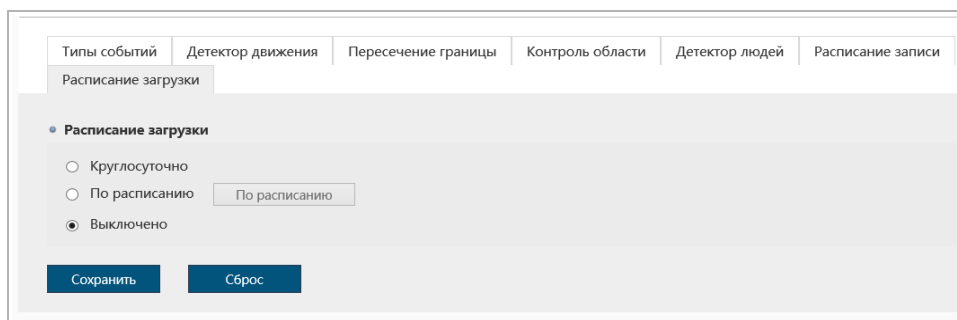 Типы событий Детектор движения Пересечение границы Контроль области Детектор людей Расписание записи
Расписание загрузки
Расписание загрузки
Круглосуточно
По расписанию По расписанию
Выключено
Сохранить Сброс